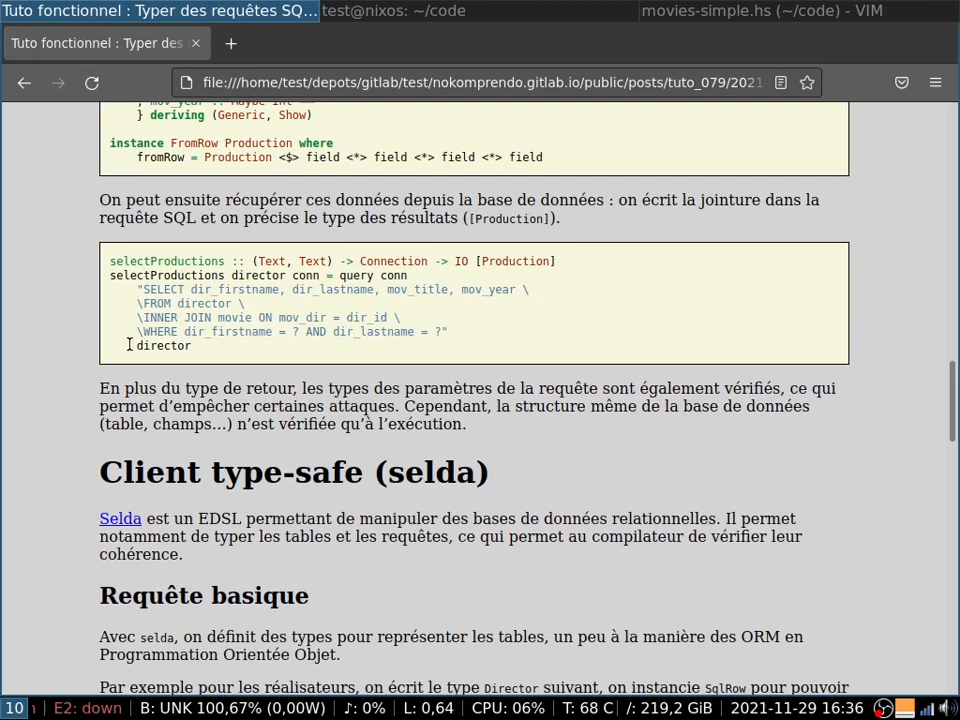 Tuto fonctionnel : Typer des requêtes SQ... test@nixos: ~/code movies-simple.hs (~/code) - VIM
Tuto fonctionnel : Typer des × +
file:///home/test/depots/gitlab/test/nokomprendo.gitlab.io/public/posts/tuto_079/2021
, mov_year :: Maybe Int
} deriving (Generic, Show)
instance FromRow Production where
fromRow = Production <$> field <*> field <*> field <*> field
On peut ensuite récupérer ces données depuis la base de données : on écrit la jointure dans la
requête SQL et on précise le type des résultats ([Production]).
selectProductions :: (Text, Text) -> Connection -> IO [Production]
selectProductions director conn = query conn
"SELECT dir_firstname, dir_lastname, mov_title, mov_year \
\FROM director \
\INNER JOIN movie ON mov_dir = dir_id \
\WHERE dir_firstname = ? AND dir_lastname = ?"
director
En plus du type de retour, les types des paramètres de la requête sont également vérifiés, ce qui
permet d’empêcher certaines attaques. Cependant, la structure même de la base de données
(table, champs…) n’est vérifiée qu’à l’exécution.
Client type-safe (selda)
Selda est un EDSL permettant de manipuler des bases de données relationnelles. Il permet
notamment de typer les tables et les requêtes, ce qui permet au compilateur de vérifier leur
cohérence.
Requête basique
Avec selda, on définit des types pour représenter les tables, un peu à la manière des ORM en
Programmation Orientée Objet.
Par exemple pour les réalisateurs, on écrit le type Director suivant, on instancie SqlRow pour pouvoir
10 E2: down B: UNK 100,67% (0,00W) ♪: 0% L: 0,64 CPU: 06% T: 68 C /: 219,2 GiB 2021-11-29 16:36